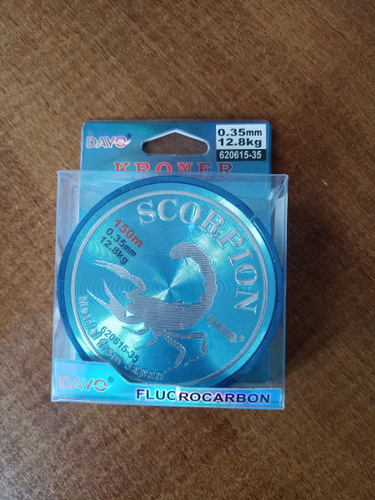 DAVO®
0.35mm
12.8kg
620615-35
KRONER
SCORPION
150m
0.35mm
12.8kg
DAVO®
620615-35
DAVO®
FLUOROCARBON